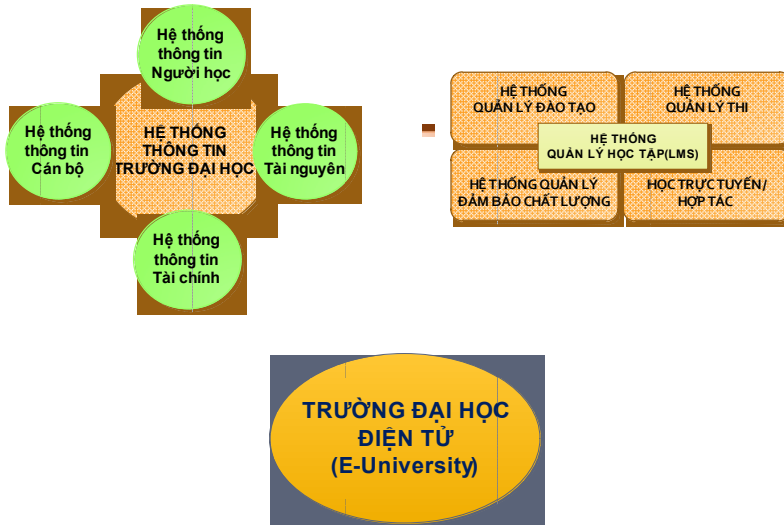 Hệ thống
thông tin
Người học
Hệ thống
thông tin
Cán bộ
HỆ THỐNG
THÔNG TIN
TRƯỜNG ĐẠI HỌC
Hệ thống
thông tin
Tài nguyên
Hệ thống
thông tin
Tài chính
HỆ THỐNG
QUẢN LÝ ĐÀO TẠO
HỆ THỐNG
QUẢN LÝ THI
HỆ THỐNG
QUẢN LÝ HỌC TẬP(LMS)
HỆ THỐNG QUẢN LÝ
ĐẢM BẢO CHẤT LƯỢNG
HỌC TRỰC TUYẾN/
HỢP TÁC
TRƯỜNG ĐẠI HỌC
ĐIỆN TỬ
(E-University)